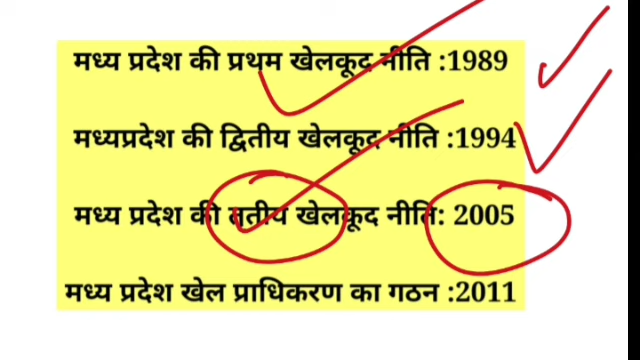 मध्य प्रदेश की प्रथम खेलकूद नीति :1989
मध्यप्रदेश की द्वितीय खेलकूद नीति :1994
मध्य प्रदेश की तृतीय खेलकूद नीति: 2005
मध्य प्रदेश खेल प्राधिकरण का गठन :2011